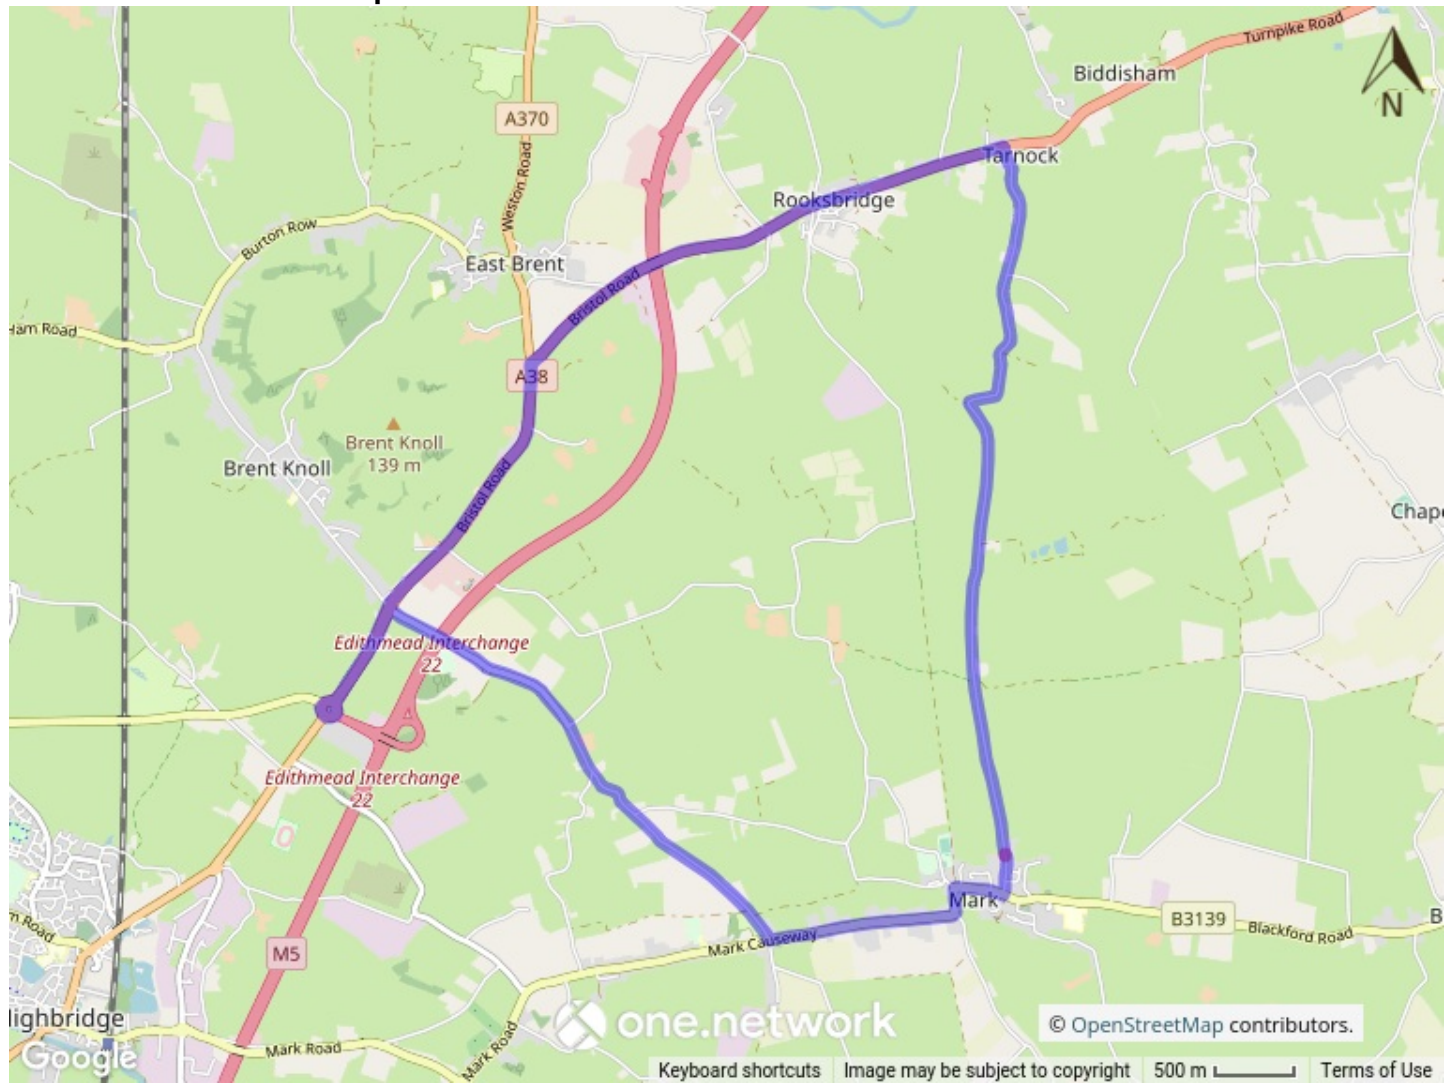 Turnpike Road
Biddisham
N
A370
Tarnock
Weston Road
Rooksbridge
Burton Row
East Brent
Bristol Road
Ham Road
A38
Brent Knoll
139 m
Brent Knoll
Bristol Road
Edithmead Interchange
22
Edithmead Interchange
22
Mark
B3139
Blackford Road
Mark Causeway
M5
one.network
© OpenStreetMap contributors.
Mark Road
Mark Road
Google
Keyboard shortcuts
Image may be subject to copyright
500 m
Terms of Use